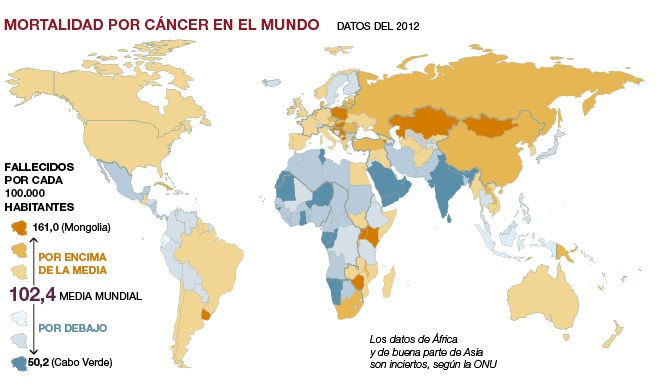 MORTALIDAD POR CÁNCER EN EL MUNDO DATOS DEL 2012
FALLECIDOS
POR CADA
100.000
HABITANTES
161,0 (Mongolia)
POR ENCIMA
DE LA MEDIA
102,4 MEDIA MUNDIAL
POR DEBAJO
50,2 (Cabo Verde)
Los datos de África
y de buena parte de Asia
son inciertos, según la ONU